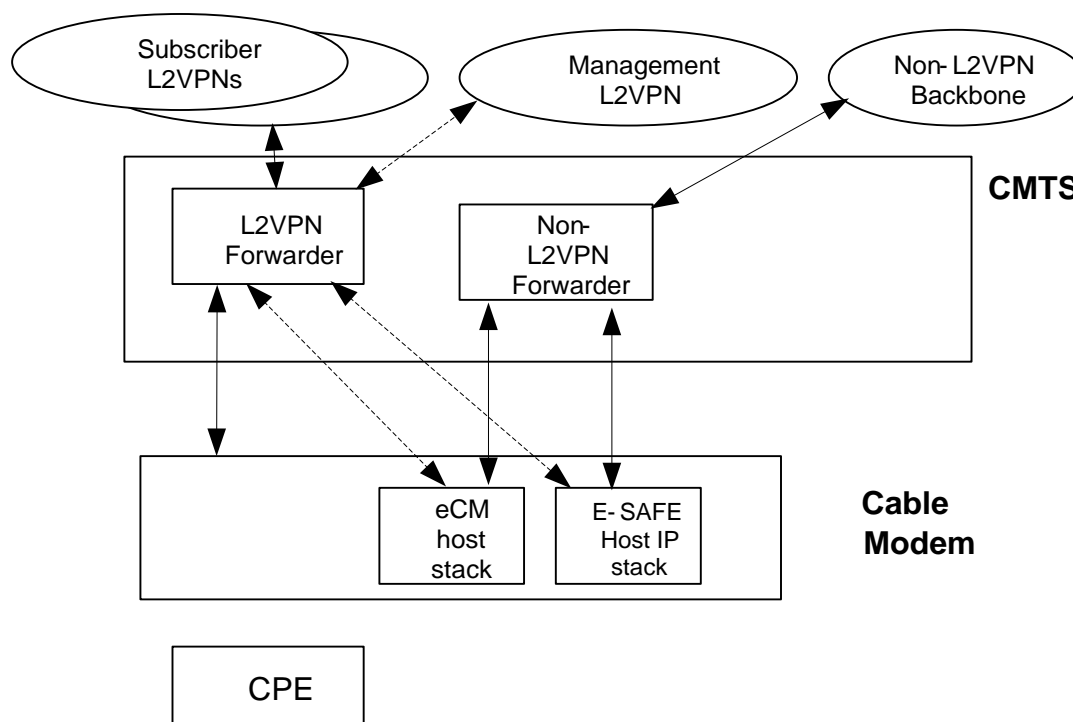 Subscriber
L2VPNs
Management
L2VPN
Non- L2VPN
Backbone
CMTS
L2VPN
Forwarder
Non-
L2VPN
Forwarder
eCM
host
stack
E- SAFE
Host IP
stack
Cable
Modem
CPE